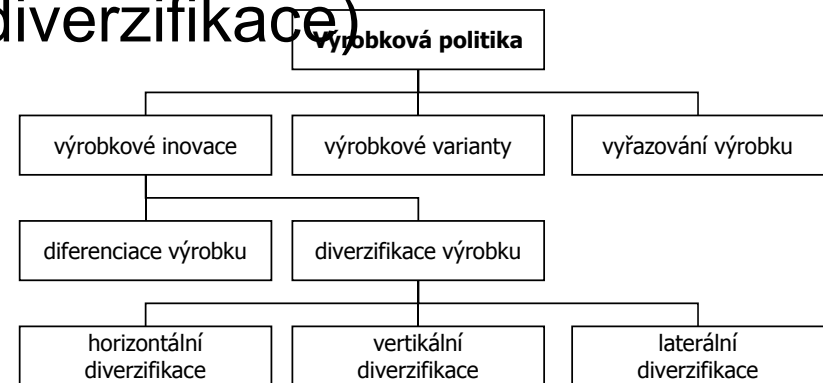 diverzifikace)
Výrobková politika
výrobkové inovace
výrobkové varianty
vyřazování výrobku
diferenciace výrobku
diverzifikace výrobku
horizontální
diverzifikace
vertikální
diverzifikace
laterální
diverzifikace